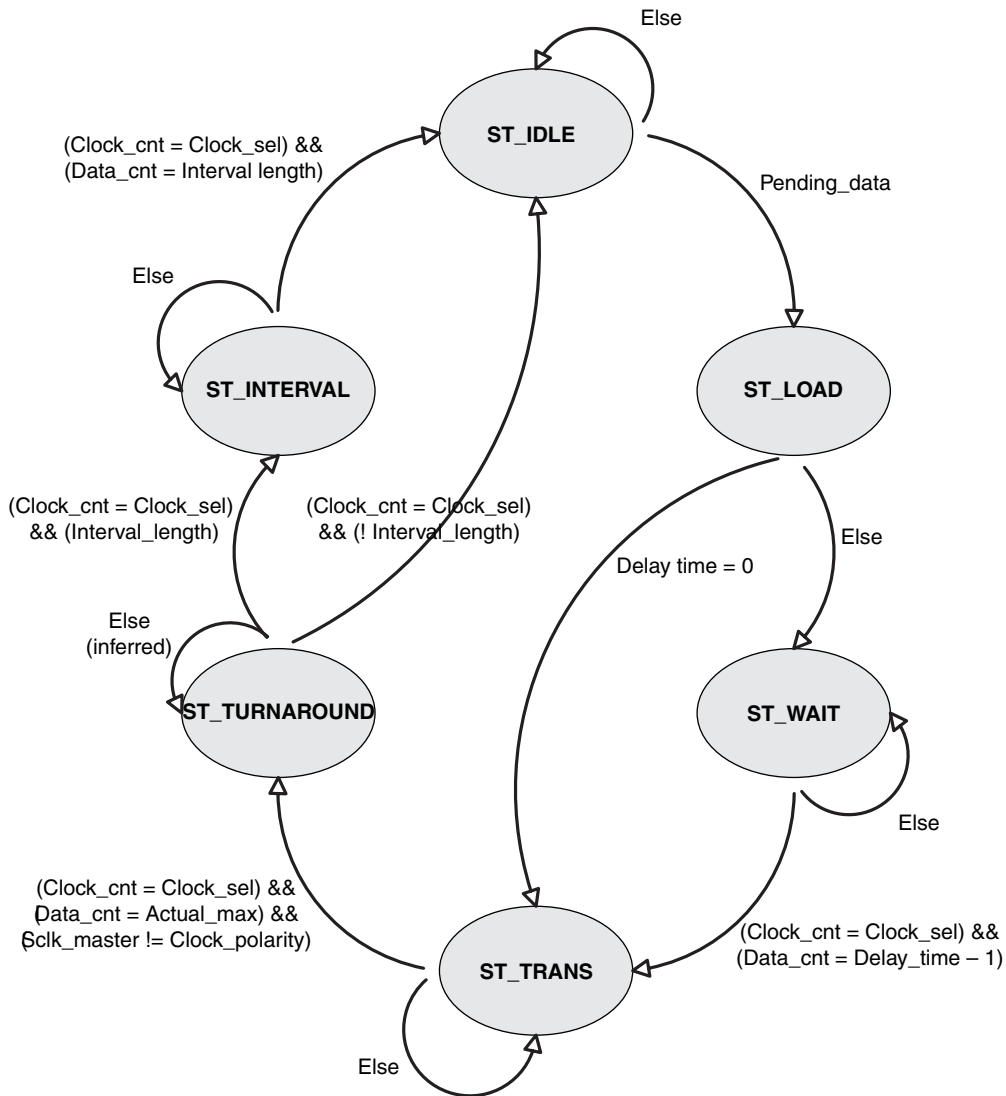 Else
ST_IDLE
(Clock_cnt = Clock_sel) &&
(Data_cnt = Interval length)
Pending_data
Else
ST_INTERVAL
ST_LOAD
(Clock_cnt = Clock_sel)
&& (Interval_length)
(Clock_cnt = Clock_sel)
&& (! Interval_length)
Else
Delay time = 0
Else
(inferred)
ST_TURNAROUND
ST_WAIT
Else
(Clock_cnt = Clock_sel) &&
(Data_cnt = Actual_max) &&
(Sclk_master != Clock_polarity)
(Clock_cnt = Clock_sel) &&
(Data_cnt = Delay_time – 1)
ST_TRANS
Else